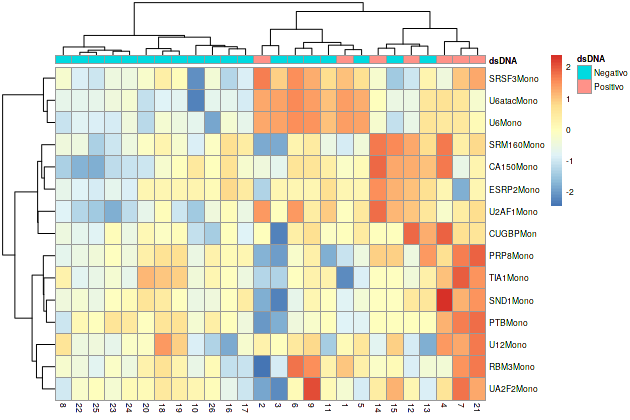 dsDNA
dsDNA
Negativo
Positivo
SRSF3Mono
U6atacMono
U6Mono
SRM160Mono
CA150Mono
ESRP2Mono
U2AF1Mono
CUGBPMon
PRP8Mono
TIA1Mono
SND1Mono
PTBMono
U12Mono
RBM3Mono
UA2F2Mono
2
1
0
-1
-2
8 22 25 23 24 20 18 19 10 26 16 17 2 3 6 9 11 1 5 14 15 12 13 4 7 21